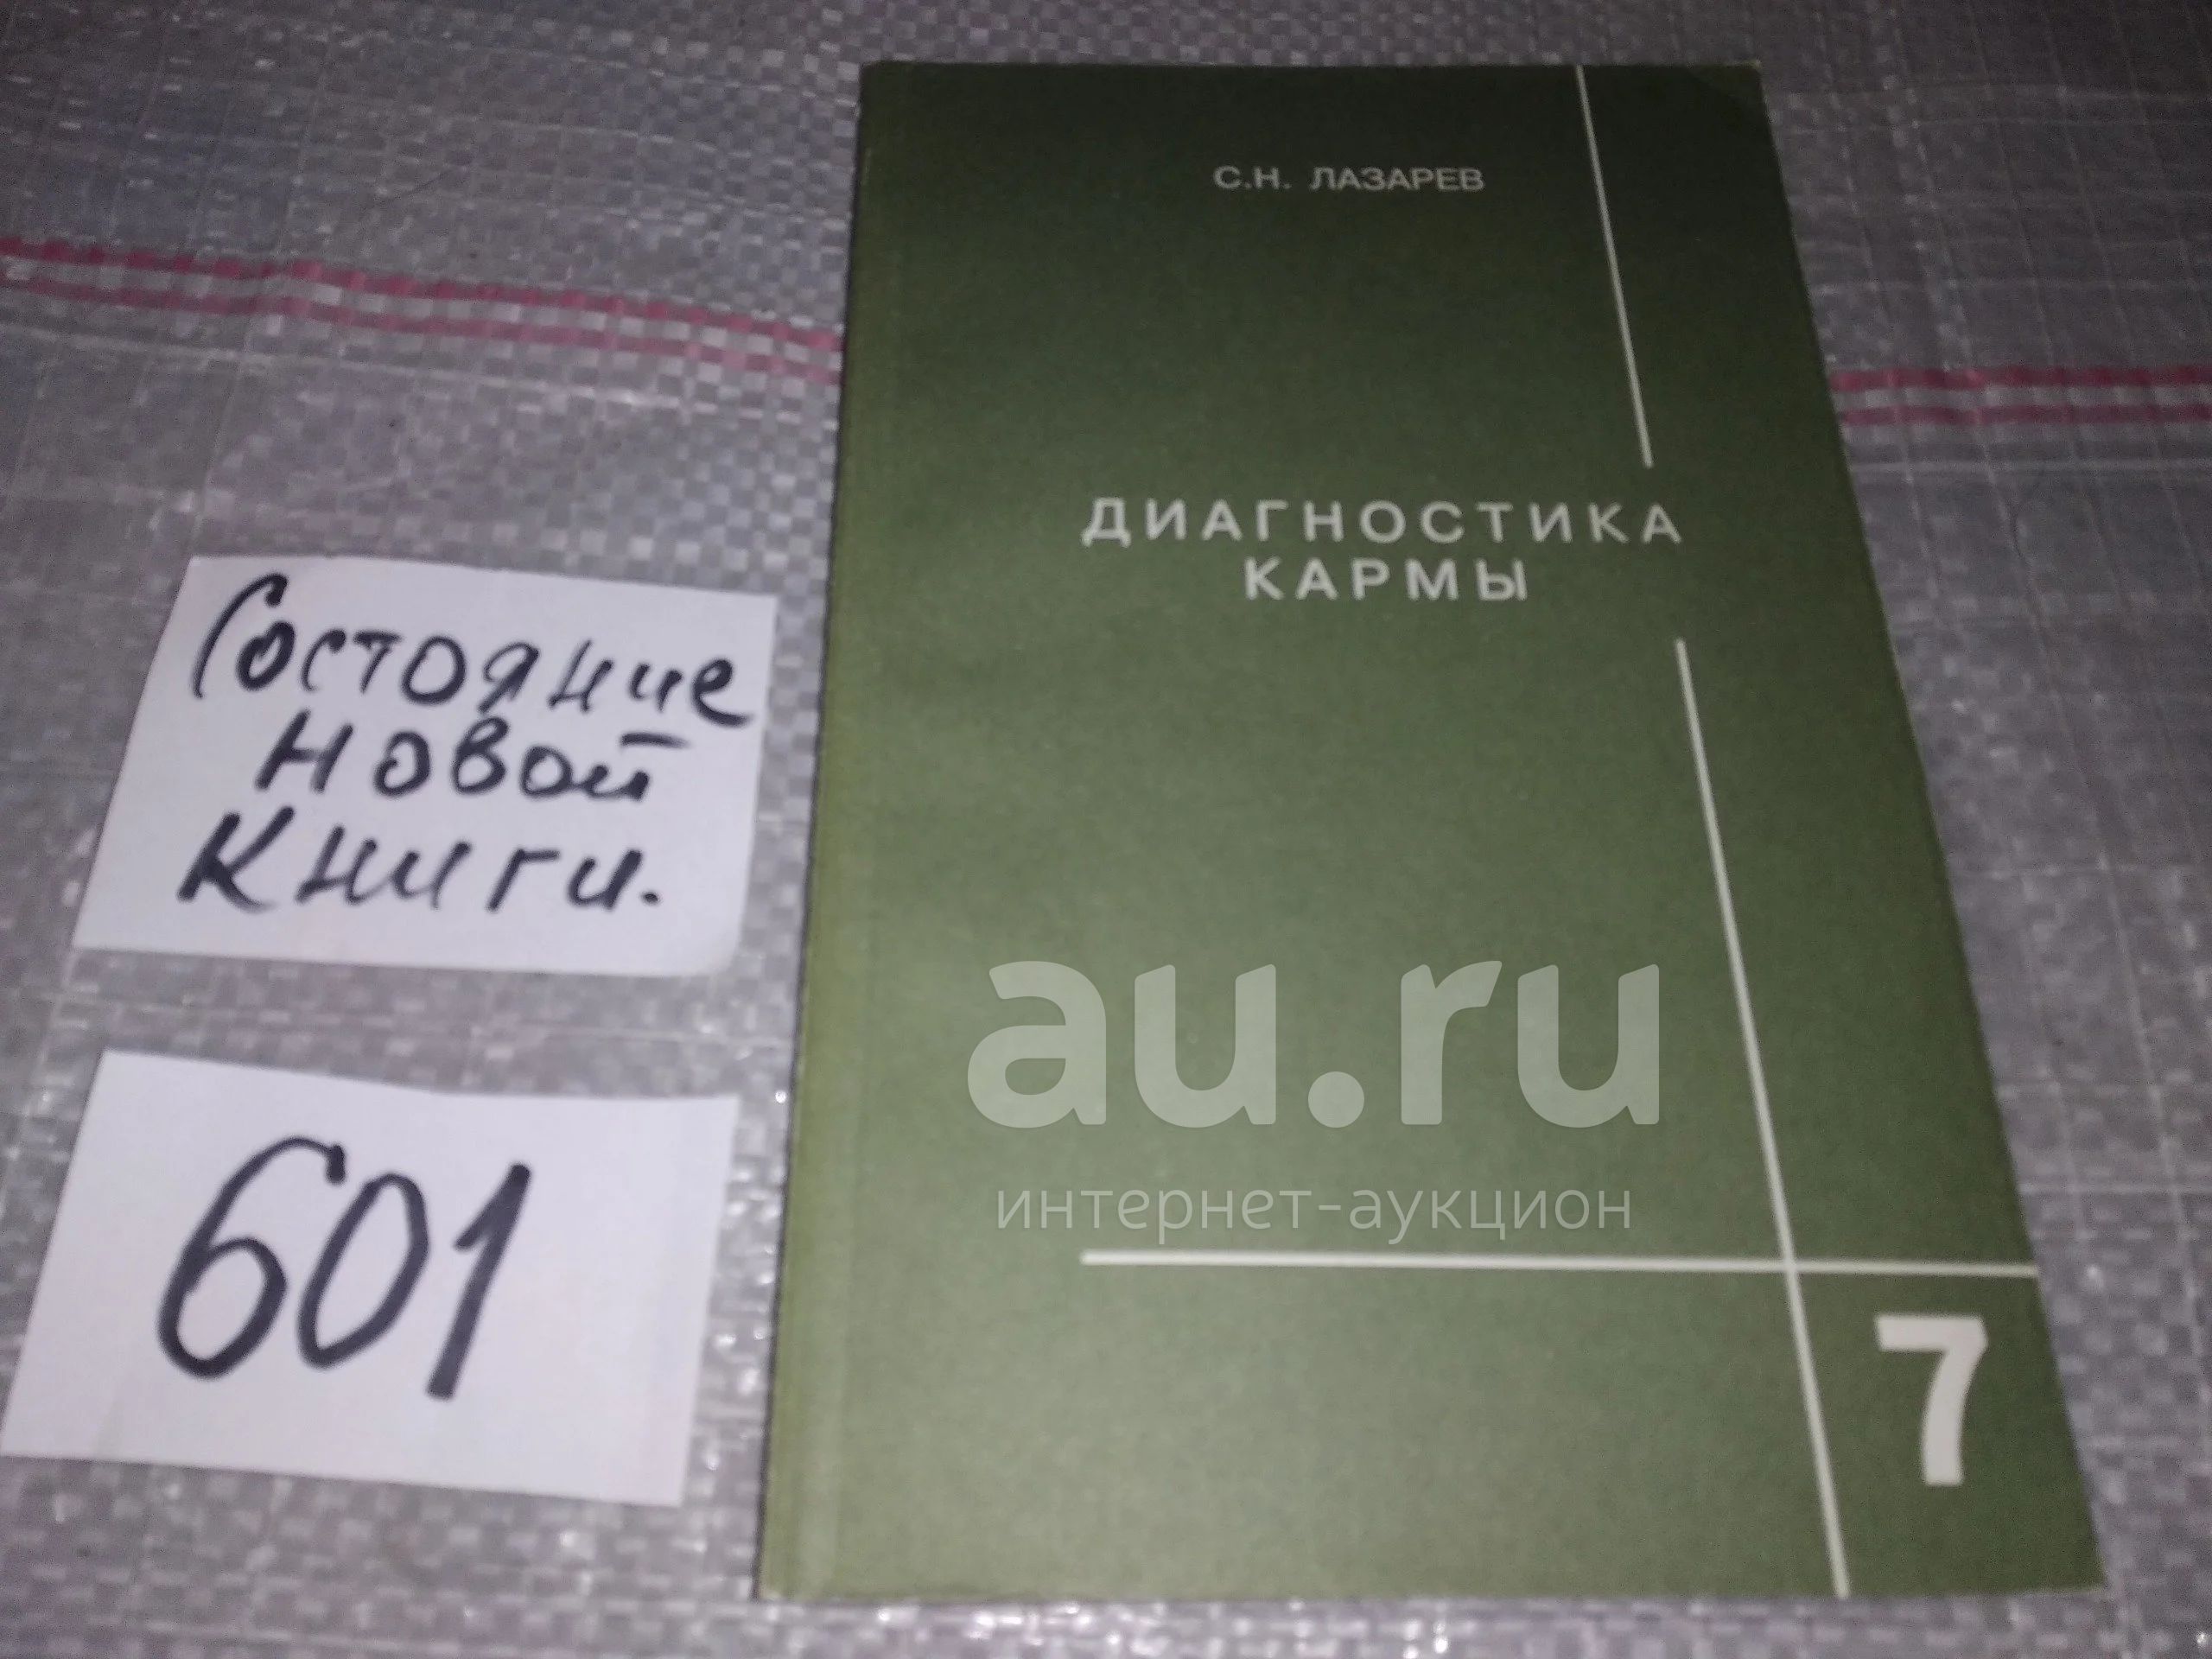 С.Н. ЛАЗАРЕВ
ДИАГНОСТИКА
КАРМЫ
Состояние
новой
книги.
601
au.ru
интернет-аукцион
7